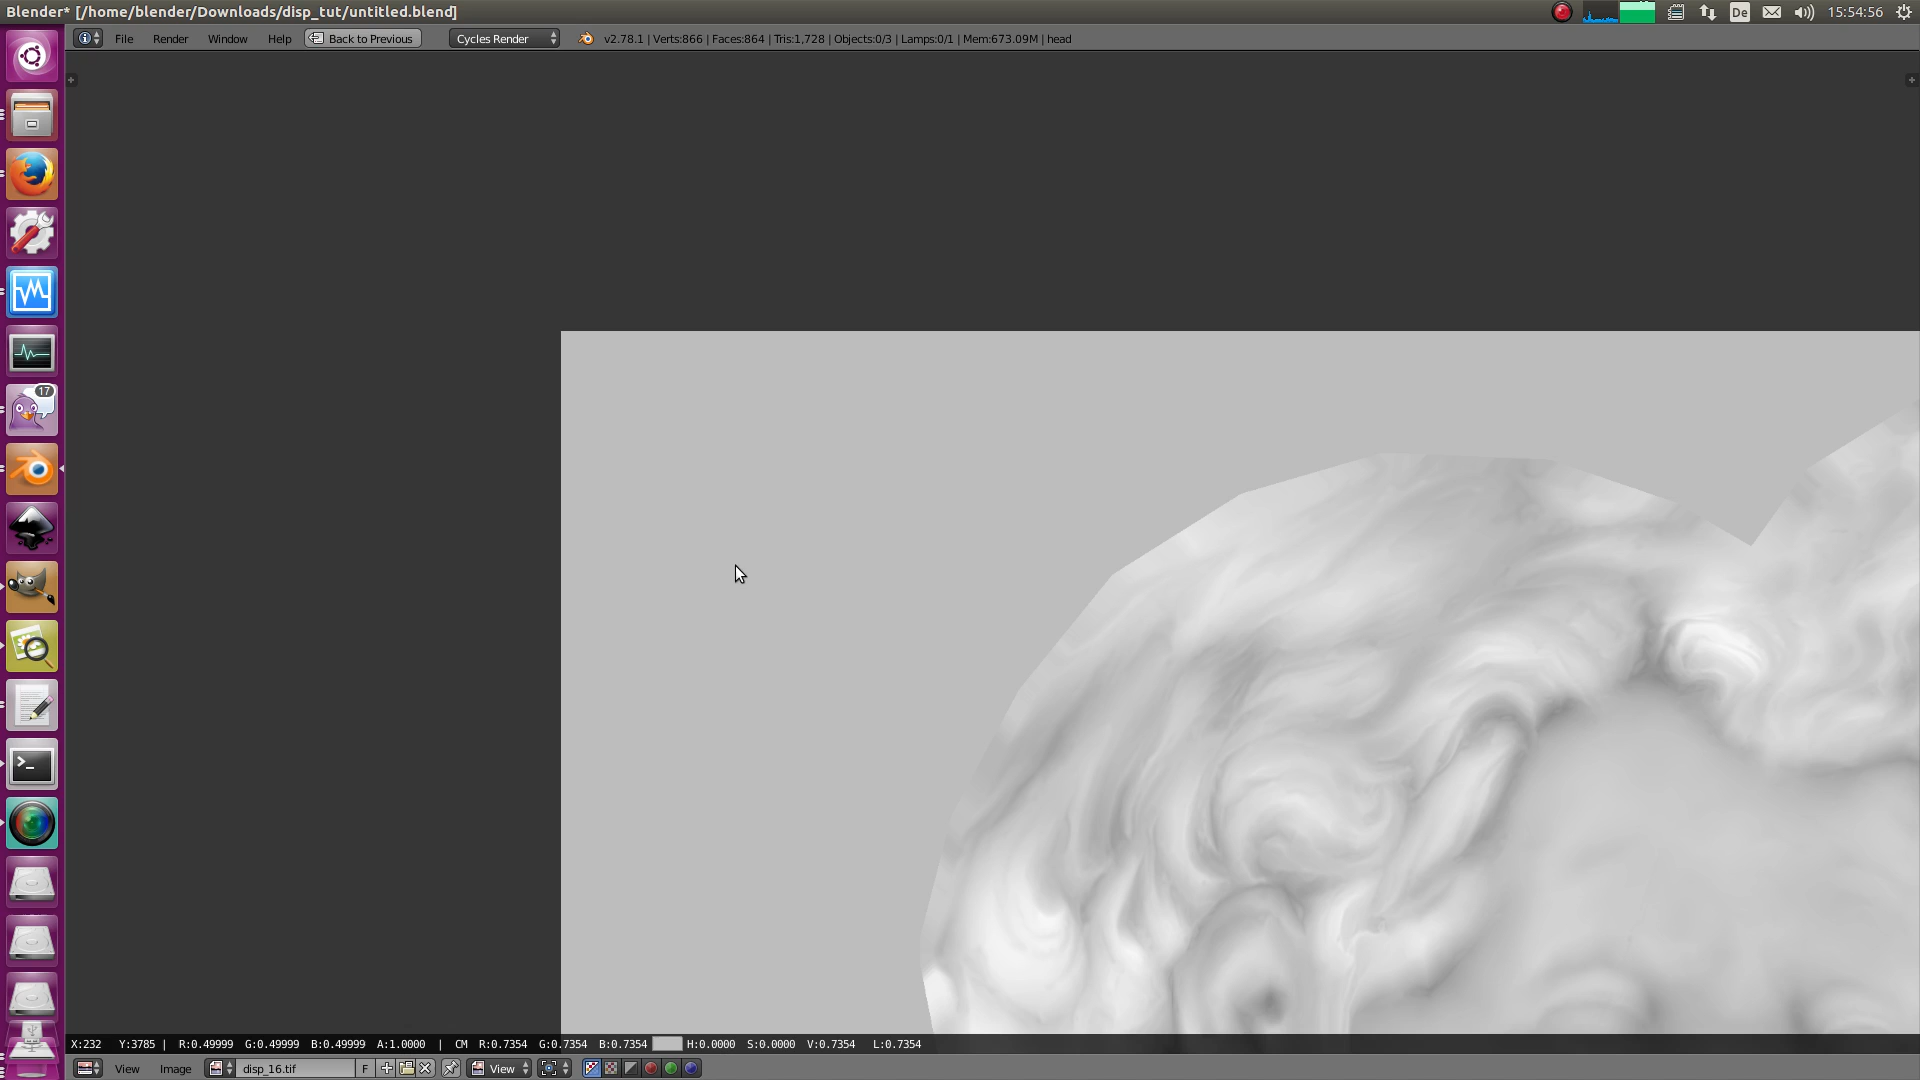 Blender* [/home/blender/Downloads/disp_tut/untitled.blend]
De
15:54:56
File Render Window Help Back to Previous Cycles Render v2.78.1 | Verts:866 | Faces:864 | Tris:1,728 | Objects:0/3 | Lamps:0/1 | Mem:673.09M | head
17
X:232 Y:3785 | R:0.49999 G:0.49999 B:0.49999 A:1.0000 | CM R:0.7354 G:0.7354 B:0.7354 H:0.0000 S:0.0000 V:0.7354 L:0.7354
View Image disp_16.tif F View